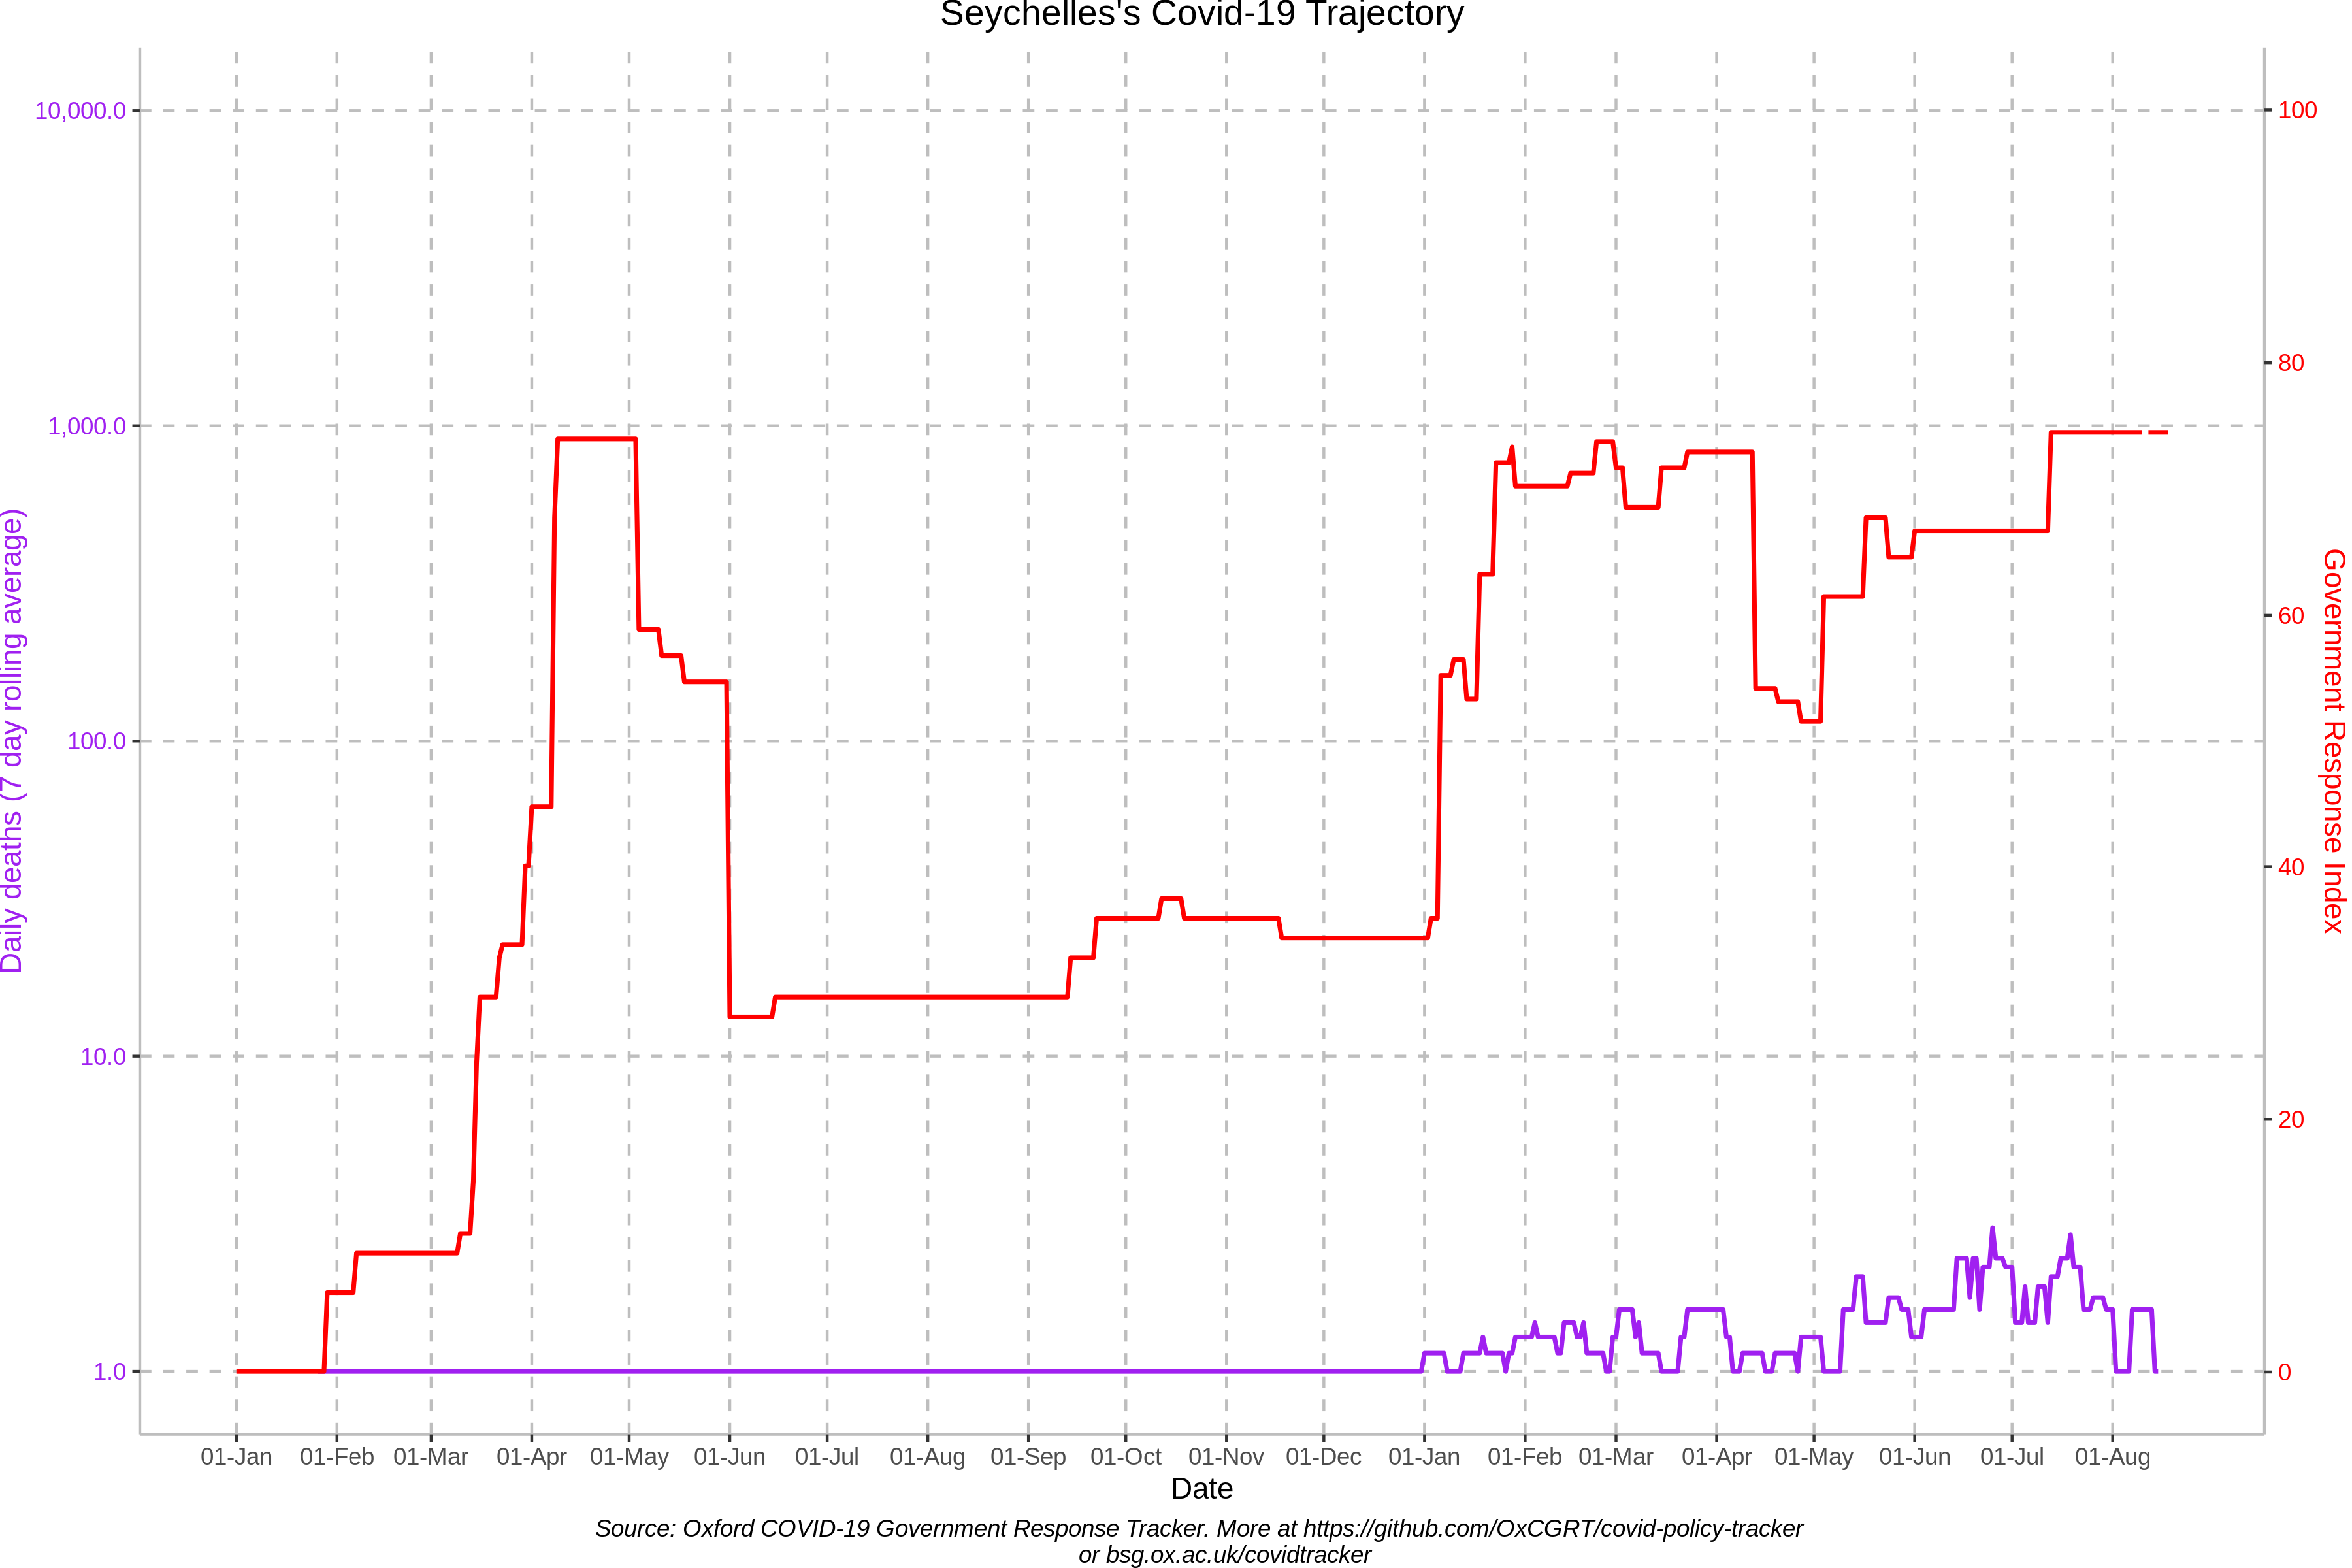 Seychelles's Covid-19 Trajectory
10,000.0
1,000.0
100.0
10.0
1.0
Daily deaths (7 day rolling average)
100
80
60
40
20
0
Government Response Index
01-Jan 01-Feb 01-Mar 01-Apr 01-May 01-Jun 01-Jul 01-Aug 01-Sep 01-Oct 01-Nov 01-Dec 01-Jan 01-Feb 01-Mar 01-Apr 01-May 01-Jun 01-Jul 01-Aug
Date
Source: Oxford COVID-19 Government Response Tracker. More at https://github.com/OxCGRT/covid-policy-tracker
or bsg.ox.ac.uk/covidtracker